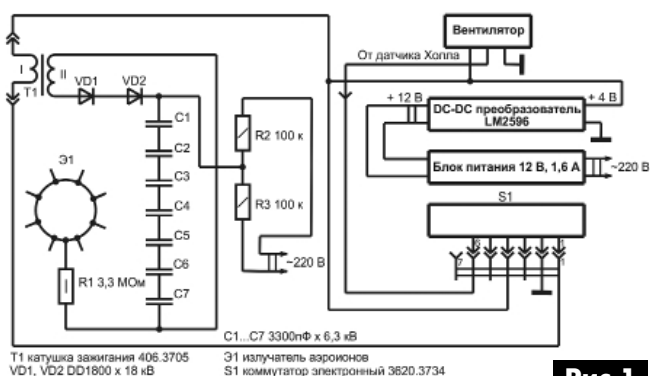 Вентилятор
От датчика Холла
I
II
T1
VD1
VD2
+ 12 В
+ 4 В
DC-DC преобразователь
LM2596
C1
C2
C3
C4
C5
C6
C7
R2 100 к
R3 100 к
Блок питания 12 В, 1,6 А
~220 В
Э1
S1
~220 В
R1 3,3 МОм
7
6
1
C1...C7 3300пФ x 6,3 кВ
T1 катушка зажигания 406.3705
Э1 излучатель аэроионов
VD1, VD2 DD1800 x 18 кВ
S1 коммутатор электронный 3620.3734
Рис.1